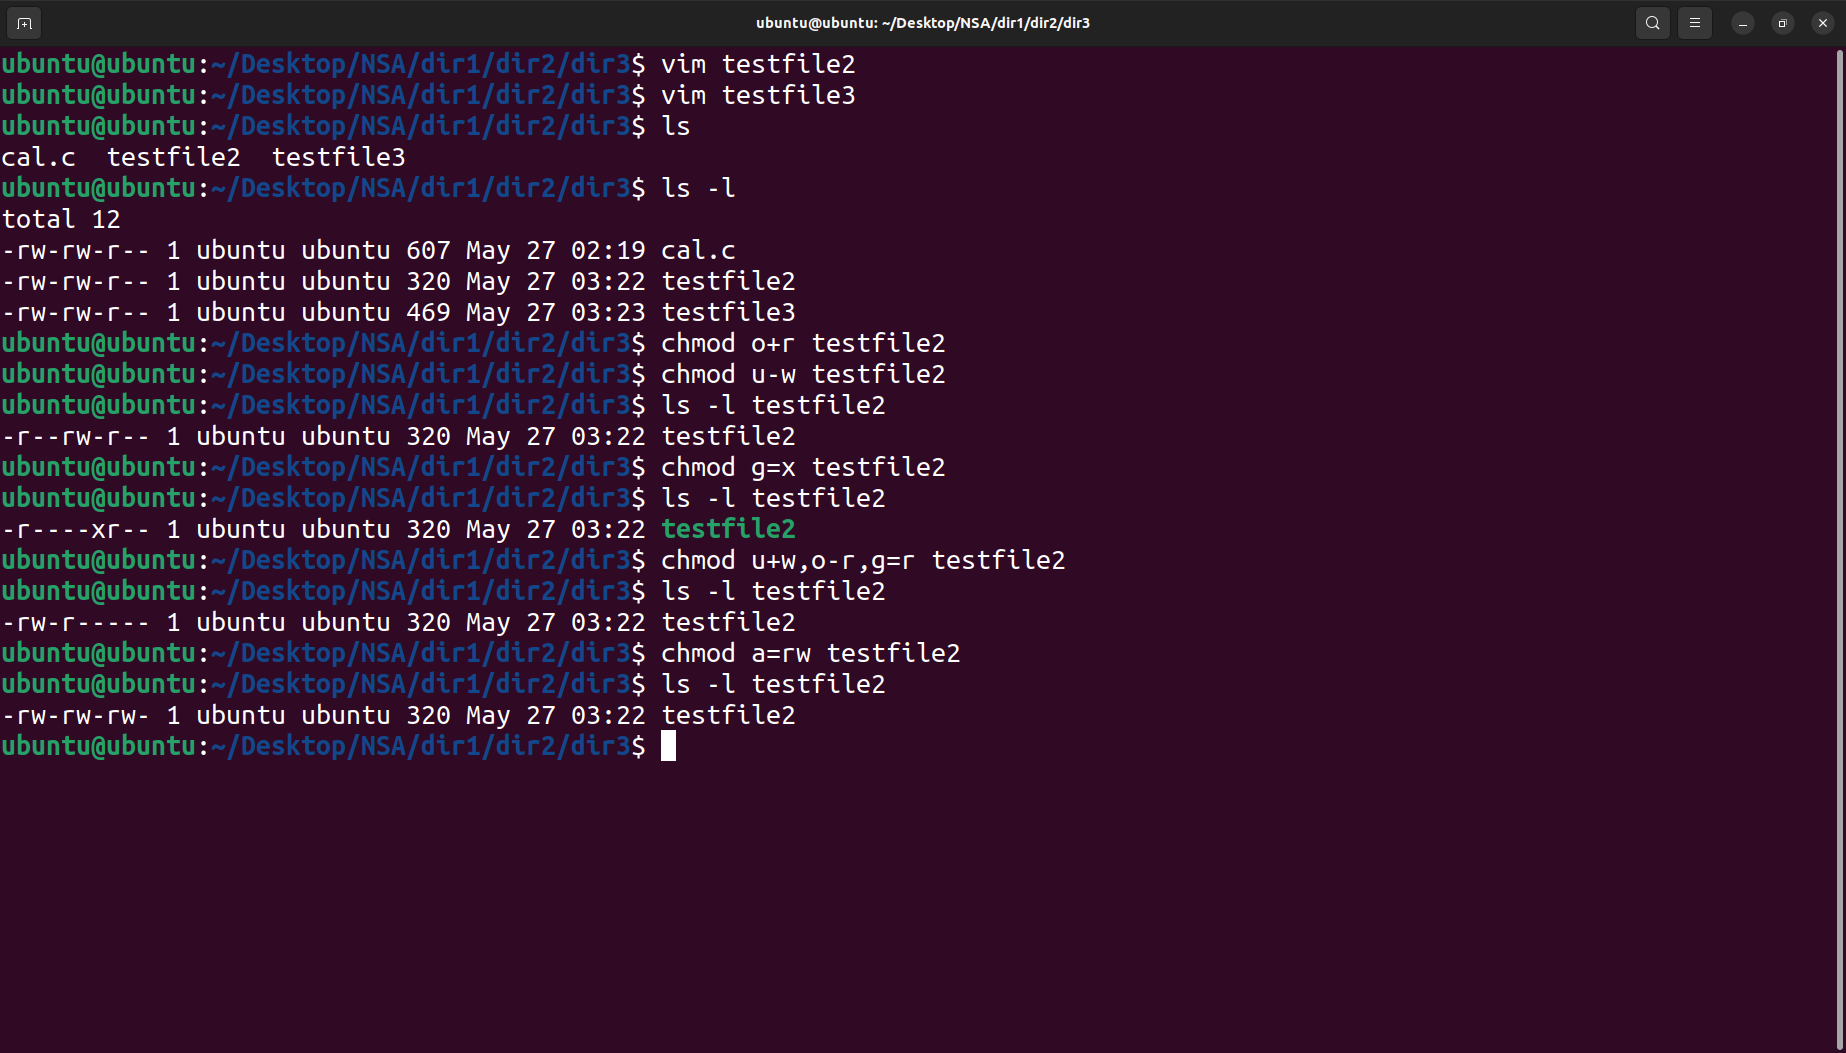 ubuntu@ubuntu: ~/Desktop/NSA/dir1/dir2/dir3
ubuntu@ubuntu:~/Desktop/NSA/dir1/dir2/dir3$ vim testfile2
ubuntu@ubuntu:~/Desktop/NSA/dir1/dir2/dir3$ vim testfile3
ubuntu@ubuntu:~/Desktop/NSA/dir1/dir2/dir3$ ls
cal.c  testfile2  testfile3
ubuntu@ubuntu:~/Desktop/NSA/dir1/dir2/dir3$ ls -l
total 12
-rw-rw-r-- 1 ubuntu ubuntu 607 May 27 02:19 cal.c
-rw-rw-r-- 1 ubuntu ubuntu 320 May 27 03:22 testfile2
-rw-rw-r-- 1 ubuntu ubuntu 469 May 27 03:23 testfile3
ubuntu@ubuntu:~/Desktop/NSA/dir1/dir2/dir3$ chmod o+r testfile2
ubuntu@ubuntu:~/Desktop/NSA/dir1/dir2/dir3$ chmod u-w testfile2
ubuntu@ubuntu:~/Desktop/NSA/dir1/dir2/dir3$ ls -l testfile2
-r--rw-r-- 1 ubuntu ubuntu 320 May 27 03:22 testfile2
ubuntu@ubuntu:~/Desktop/NSA/dir1/dir2/dir3$ chmod g=x testfile2
ubuntu@ubuntu:~/Desktop/NSA/dir1/dir2/dir3$ ls -l testfile2
-r----xr-- 1 ubuntu ubuntu 320 May 27 03:22 testfile2
ubuntu@ubuntu:~/Desktop/NSA/dir1/dir2/dir3$ chmod u+w,o-r,g=r testfile2
ubuntu@ubuntu:~/Desktop/NSA/dir1/dir2/dir3$ ls -l testfile2
-rw-r----- 1 ubuntu ubuntu 320 May 27 03:22 testfile2
ubuntu@ubuntu:~/Desktop/NSA/dir1/dir2/dir3$ chmod a=rw testfile2
ubuntu@ubuntu:~/Desktop/NSA/dir1/dir2/dir3$ ls -l testfile2
-rw-rw-rw- 1 ubuntu ubuntu 320 May 27 03:22 testfile2
ubuntu@ubuntu:~/Desktop/NSA/dir1/dir2/dir3$